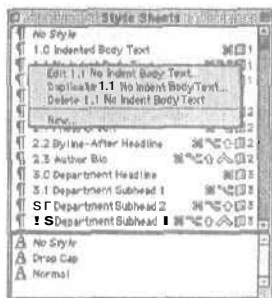 Style Sheets
No Style
1.0 Indented Body Text
Edit 1.1 No Indent Body Text...
Duplicate 1.1 No Indent Body Text...
Delete 1.1 No Indent Body Text
New...
2.2 Byline-After Headline
2.3 Author Bio
3.0 Department Headline
3.1 Department Subhead 1
Department Subhead 2
Department Subhead
No Style
Drop Cap
Normal